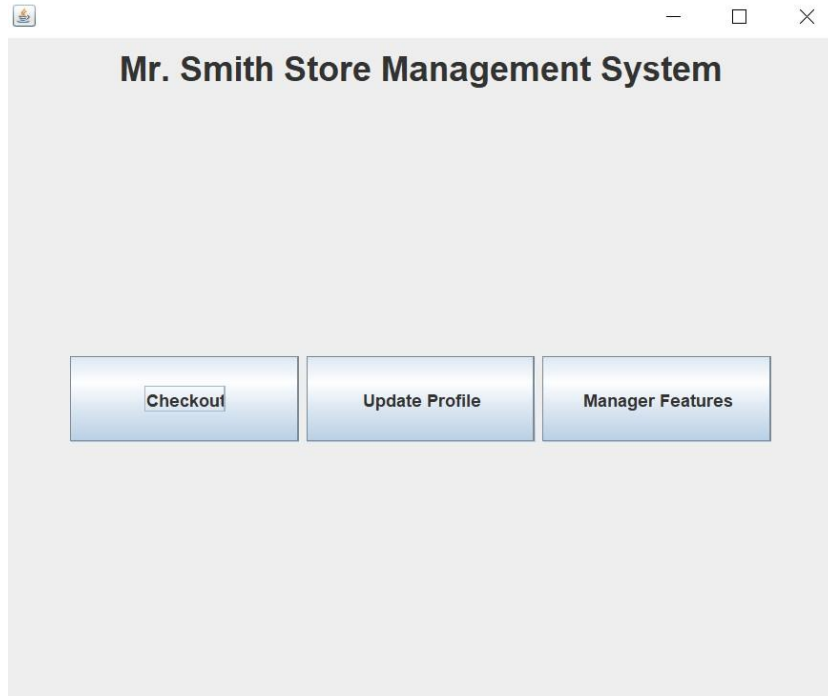 Mr. Smith Store Management System
Checkout
Update Profile
Manager Features